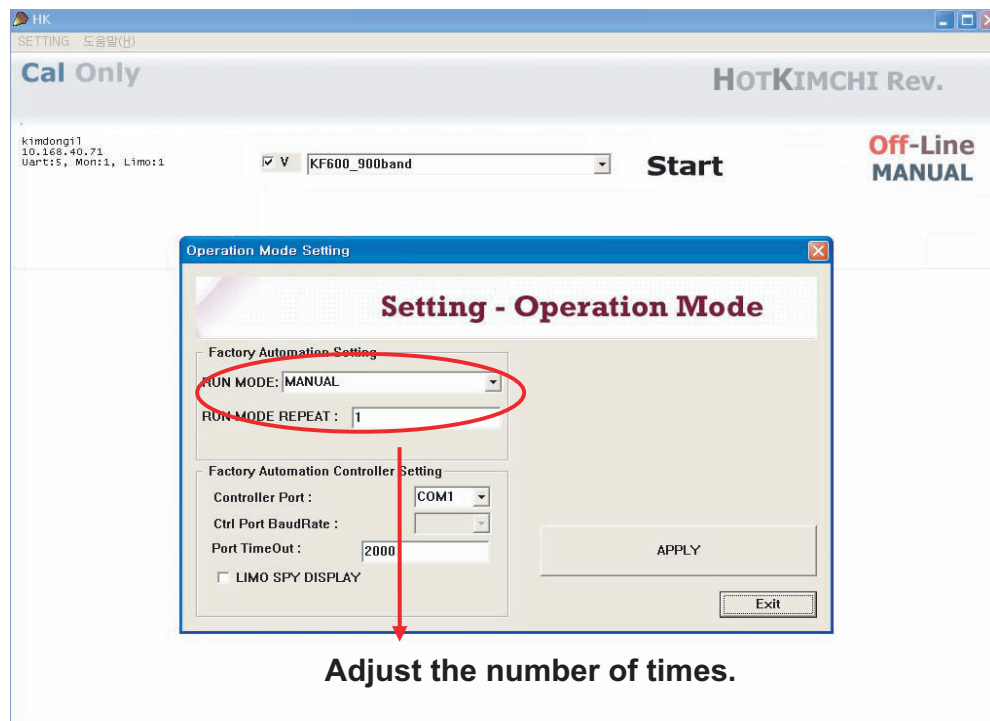 HK
SETTING 도움말(H)
Cal Only
HOTKIMCHI Rev.
kimdongil
10.168.40.71
Uart:5, Mon:1, Limo:1
V KF600_900band
Start
Off-Line
MANUAL
Operation Mode Setting
Setting - Operation Mode
Factory Automation Setting
RUN MODE: MANUAL
RUN MODE REPEAT : 1
Factory Automation Controller Setting
Controller Port : COM1
Ctrl Port BaudRate :
Port TimeOut : 2000
LIMO SPY DISPLAY
APPLY
Exit
Adjust the number of times.